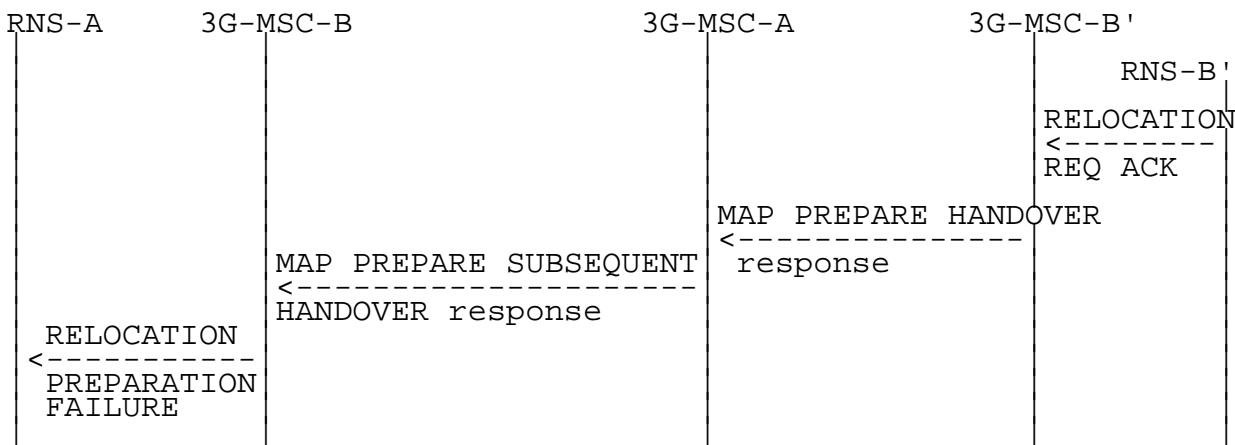 RNS-A 3G-MSC-B 3G-MSC-A 3G-MSC-B'
RNS-B'
RELOCATION
REQ ACK
MAP PREPARE HANDOVER
response
MAP PREPARE SUBSEQUENT
HANDOVER response
RELOCATION
PREPARATION
FAILURE